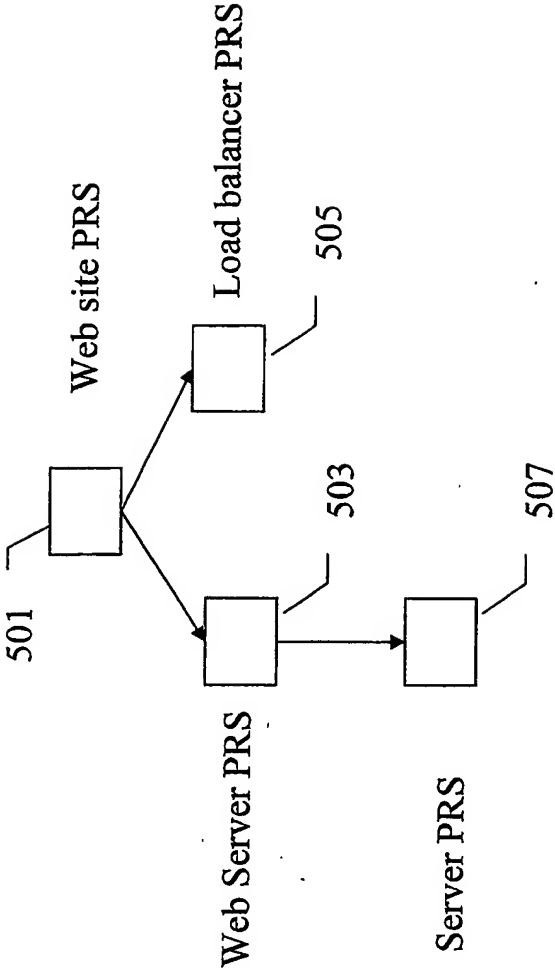 501
Web site PRS
Load balancer PRS
505
Web Server PRS
503
Server PRS
507